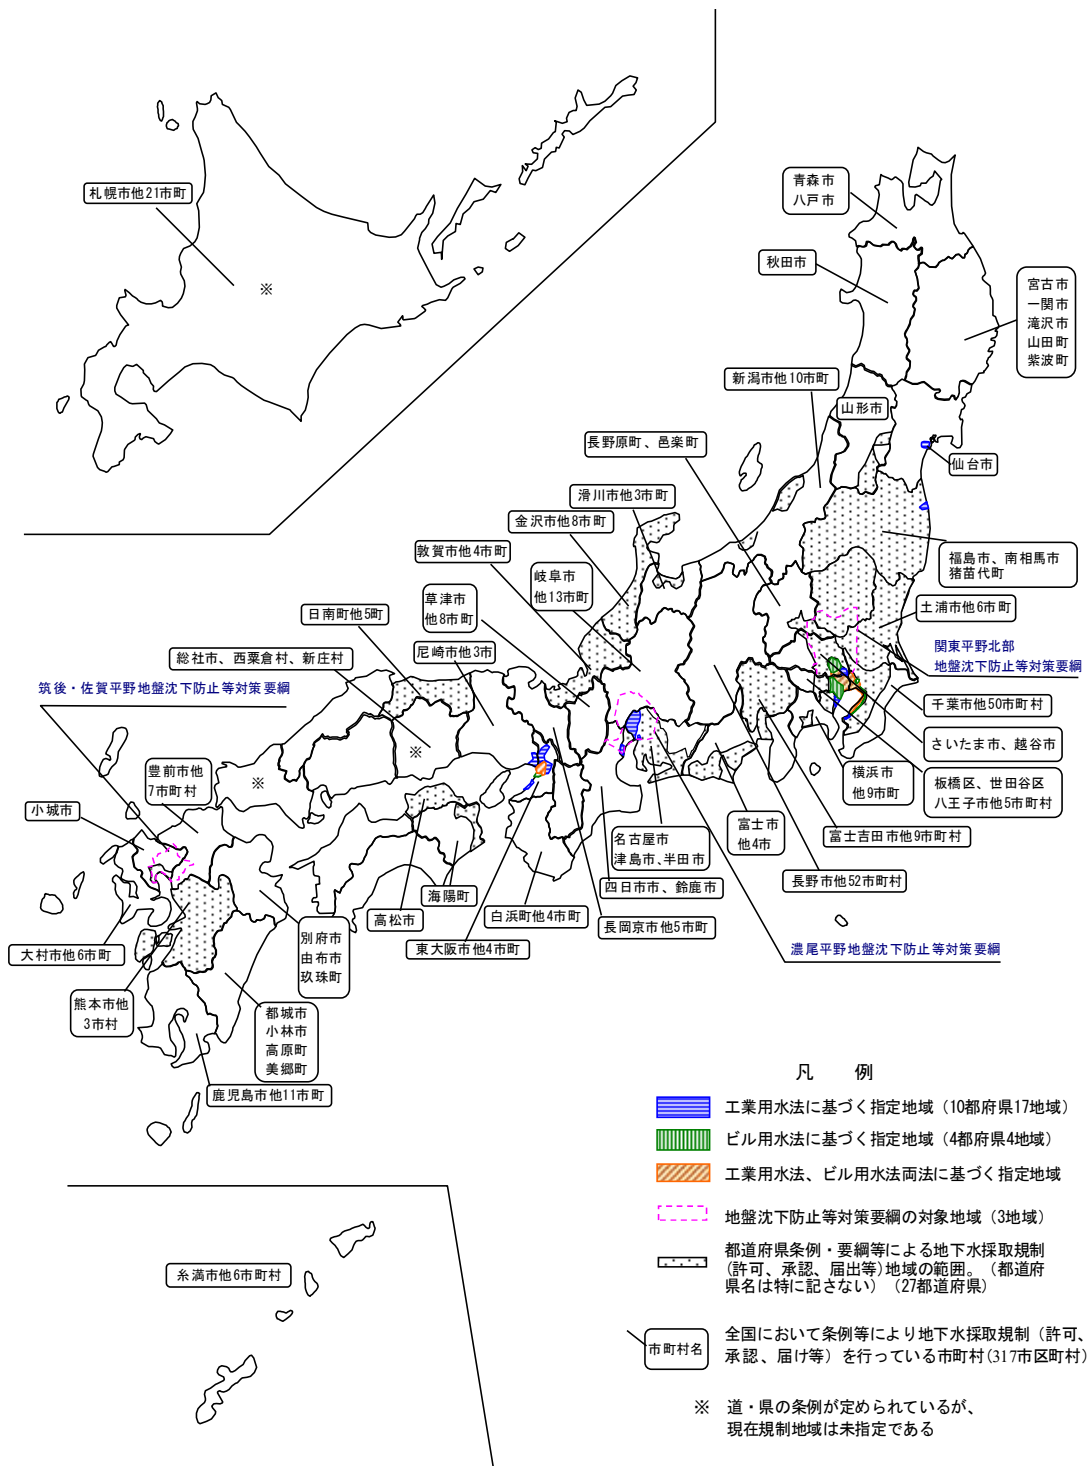 札幌市他21市町
※
青森市
八戸市
秋田市
宮古市
一関市
滝沢市
山田町
紫波町
新潟市他10市町
山形市
長野原町、邑楽町
仙台市
滑川市他3市町
金沢市他8市町
敦賀市他4市町
岐阜市
他13市町
福島市、南相馬市
猪苗代町
草津市
他8市町
日南町他5町
土浦市他6市町
尼崎市他3市
関東平野北部
地盤沈下防止等対策要綱
総社市、西粟倉村、新庄村
筑後・佐賀平野地盤沈下防止等対策要綱
千葉市他50市町村
さいたま市、越谷市
※
※
豊前市他
7市町村
横浜市
他9市町
板橋区、世田谷区
八王子市他5市町村
小城市
名古屋市
津島市、半田市
富士市
他4市
富士吉田市他9市町村
長野市他52市町村
四日市市、鈴鹿市
海陽町
高松市
白浜町他4市町
長岡京市他5市町
別府市
由布市
玖珠町
大村市他6市町
東大阪市他4市町
濃尾平野地盤沈下防止等対策要綱
熊本市他
3市村
都城市
小林市
高原町
美郷町
鹿児島市他11市町
凡 例
工業用水法に基づく指定地域（10都府県17地域）
ビル用水法に基づく指定地域（4都府県4地域）
工業用水法、ビル用水法両法に基づく指定地域
地盤沈下防止等対策要綱の対象地域（3地域）
都道府県条例・要綱等による地下水採取規制
(許可、承認、届出等)地域の範囲。（都道府
県名は特に記さない）（27都道府県）
糸満市他6市町村
市町村名
全国において条例等により地下水採取規制（許可、
承認、届け等）を行っている市町村(317市区町村)
※ 道・県の条例が定められているが、
現在規制地域は未指定である